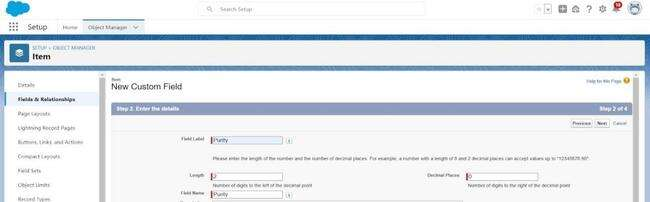 Search Setup
Setup Home Object Manager
SETUP > OBJECT MANAGER
Item
Details
Fields & Relationships
Page Layouts
Lightning Record Pages
Buttons, Links, and Actions
Compact Layouts
Field Sets
Object Limits
Record Types
Item
New Custom Field
Help for this Page
Step 2. Enter the details
Step 2 of 4
Previous Next Cancel
Field Label Purity
Please enter the length of the number and the number of decimal places. For example, a number with a length of 8 and 2 decimal places can accept values up to "12345678.90".
Length 2 Decimal Places 0
Number of digits to the left of the decimal point Number of digits to the right of the decimal point
Field Name Purity